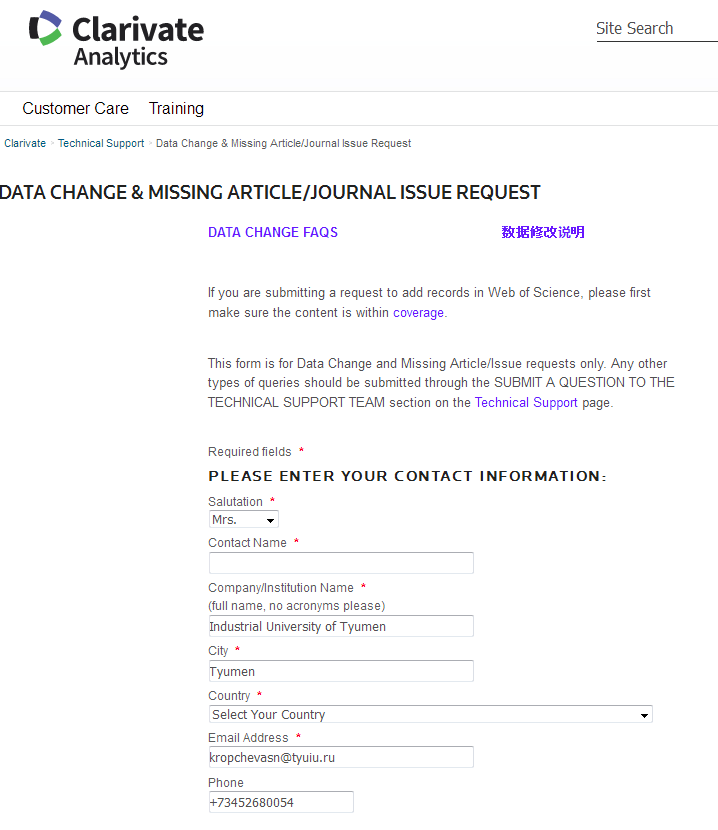 Clarivate
Analytics
Site Search
Customer Care Training
Clarivate Technical Support Data Change & Missing Article/Journal Issue Request
DATA CHANGE & MISSING ARTICLE/JOURNAL ISSUE REQUEST
DATA CHANGE FAQS 数据修改说明
If you are submitting a request to add records in Web of Science, please first
make sure the content is within coverage.
This form is for Data Change and Missing Article/Issue requests only. Any other
types of queries should be submitted through the SUBMIT A QUESTION TO THE
TECHNICAL SUPPORT TEAM section on the Technical Support page.
Required fields *
PLEASE ENTER YOUR CONTACT INFORMATION:
Salutation *
Mrs.
Contact Name *
Company/Institution Name *
(full name, no acronyms please)
Industrial University of Tyumen
City *
Tyumen
Country *
Select Your Country
Email Address *
kropchevasn@tyuiu.ru
Phone
+73452680054